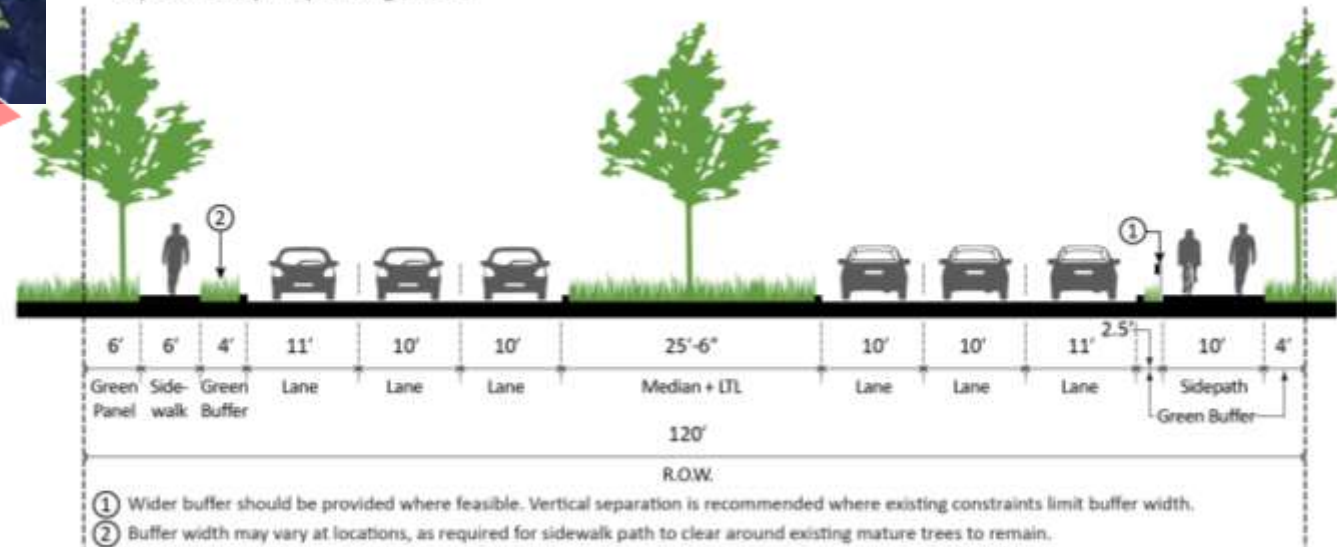 2
1
6' 6' 4' 11' 10' 10' 25'-6" 10' 10' 11' 2.5' 10' 4'
Green Panel Side-walk Green Buffer Lane Lane Lane Median + LTL Lane Lane Lane Sidepath
Green Buffer
120'
R.O.W.
1 Wider buffer should be provided where feasible. Vertical separation is recommended where existing constraints limit buffer width.
2 Buffer width may vary at locations, as required for sidewalk path to clear around existing mature trees to remain.